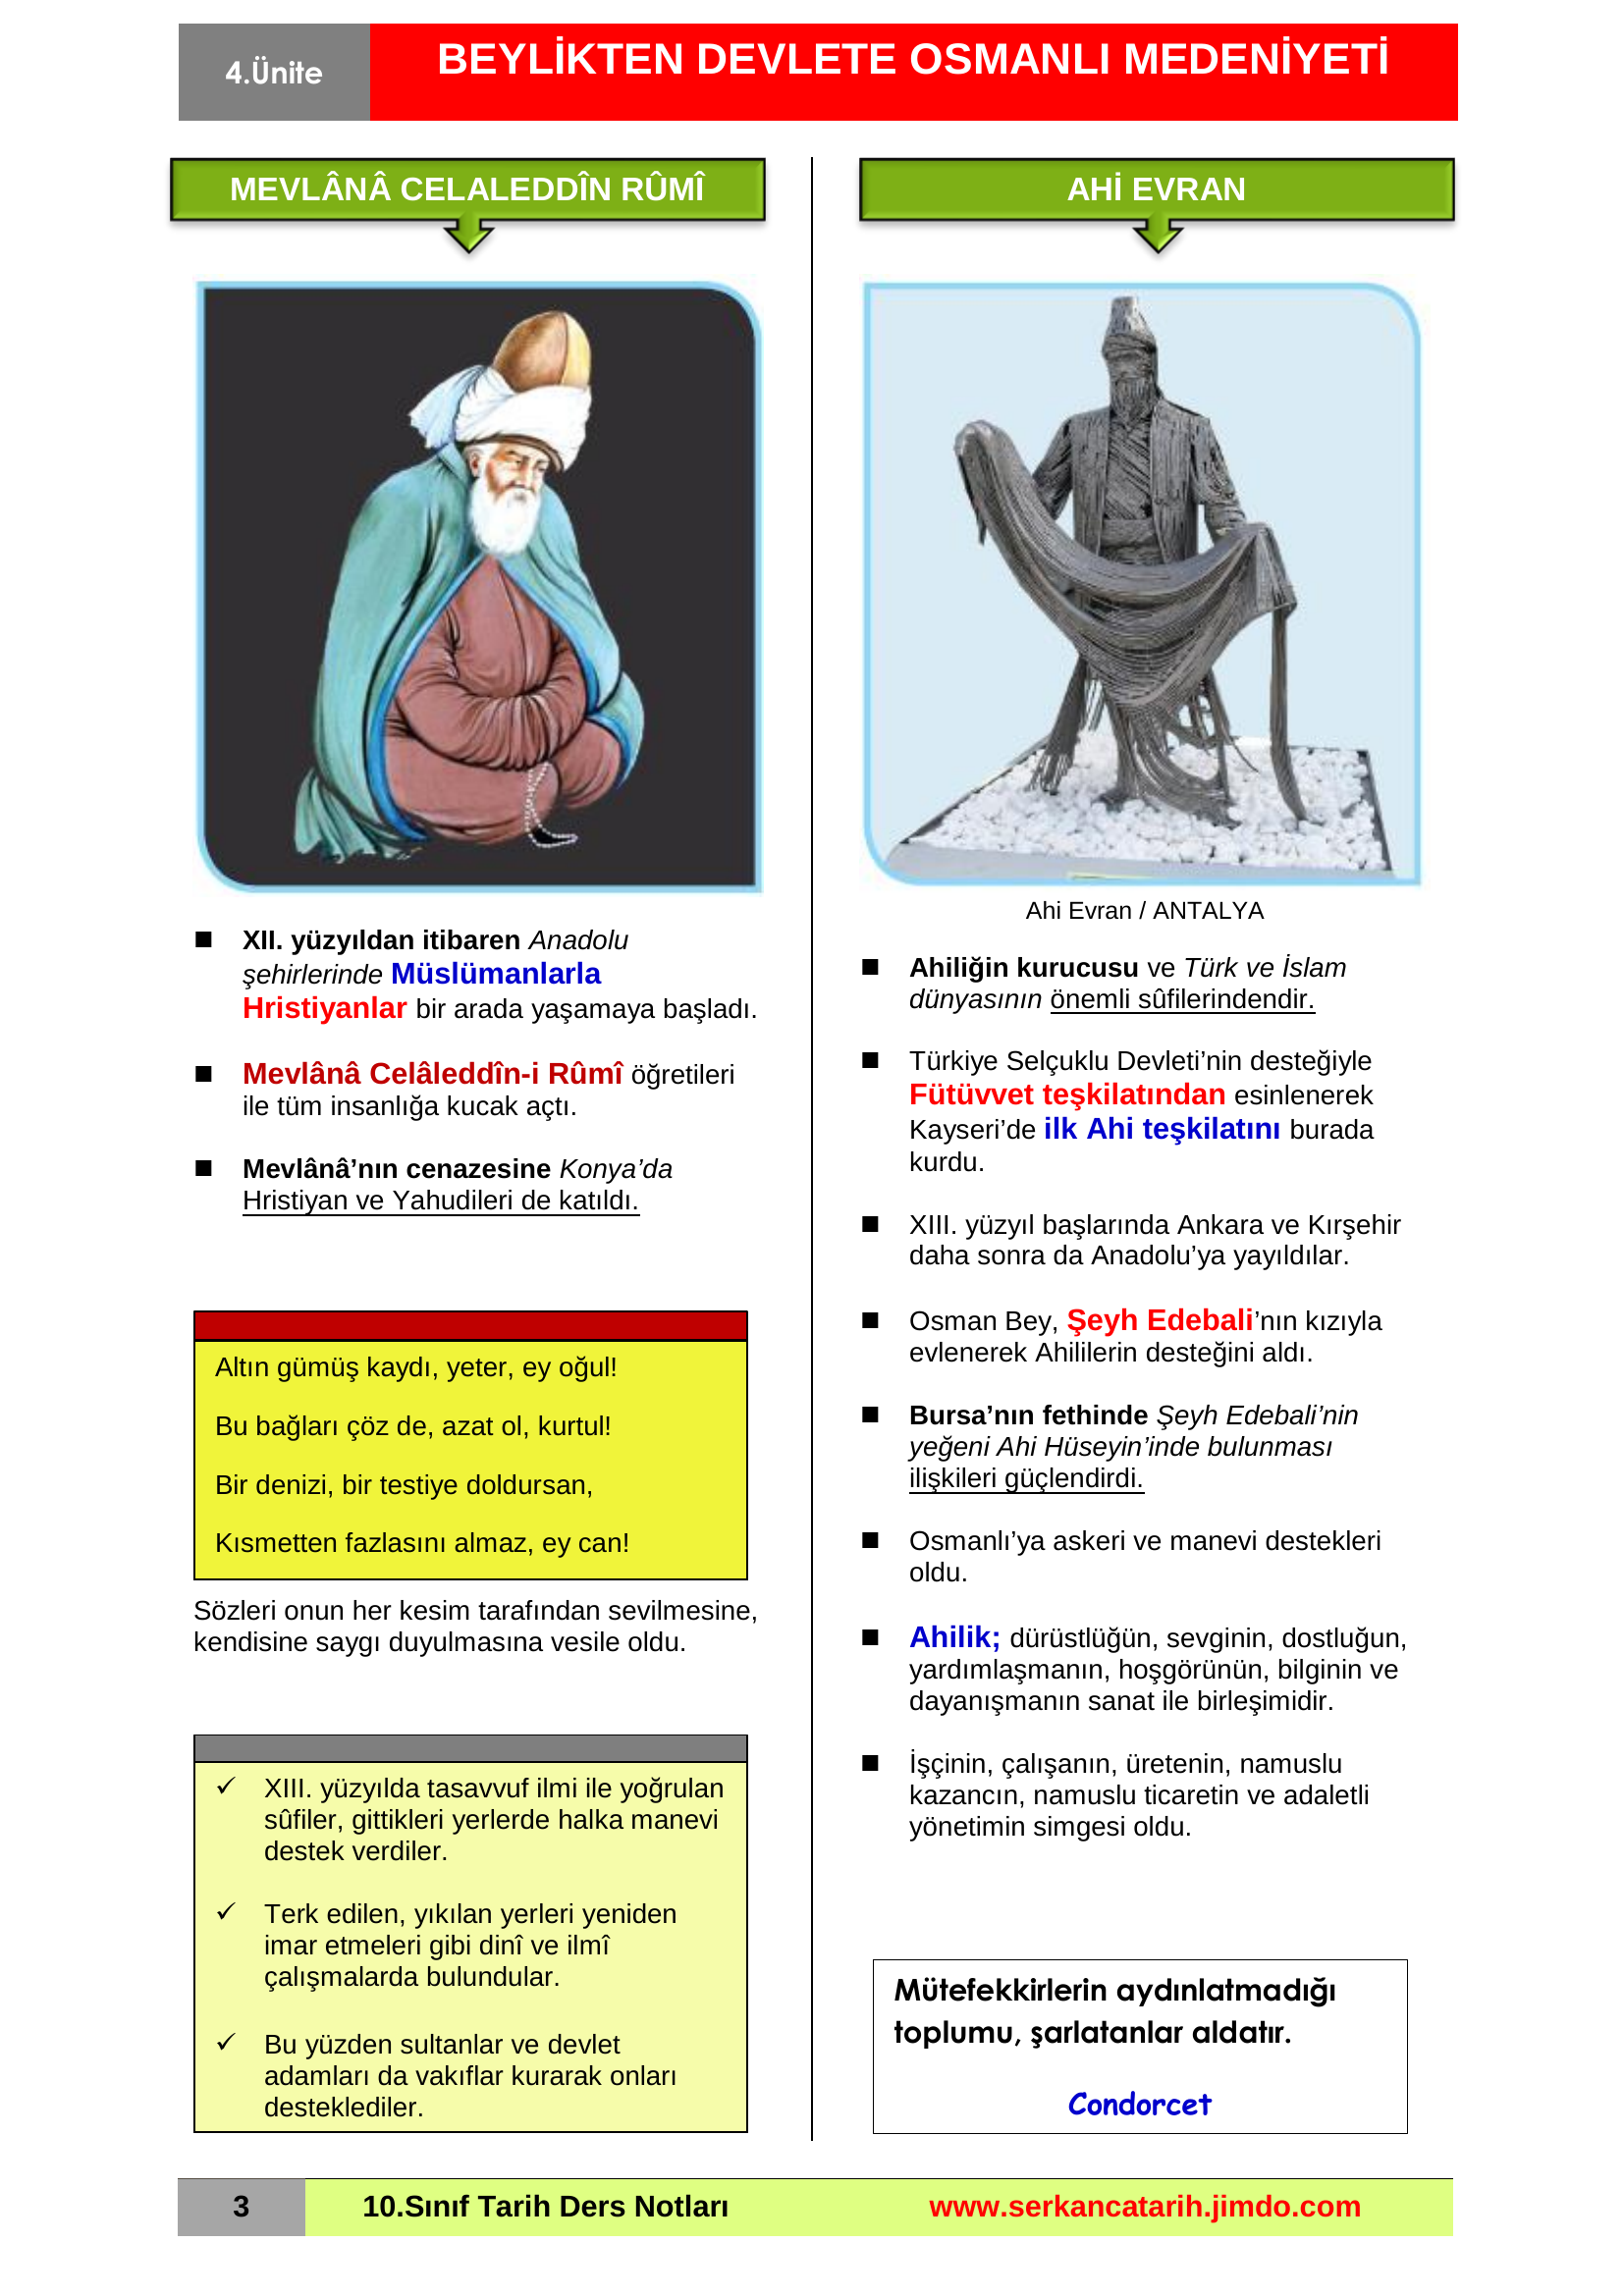 4.Ünite
BEYLİKTEN DEVLETE OSMANLI MEDENİYETİ
MEVLÂNÂ CELALEDDÎN RÛMÎ
XII. yüzyıldan itibaren Anadolu
şehirlerinde Müslümanlarla
Hristiyanlar bir arada yaşamaya başladı.
Mevlânâ Celâleddîn-i Rûmî öğretileri
ile tüm insanlığa kucak açtı.
Mevlânâ’nın cenazesine Konya’da
Hristiyan ve Yahudileri de katıldı.
Altın gümüş kaydı, yeter, ey oğul!
Bu bağları çöz de, azat ol, kurtul!
Bir denizi, bir testiye doldursan,
Kısmetten fazlasını almaz, ey can!
Sözleri onun her kesim tarafından sevilmesine,
kendisine saygı duyulmasına vesile oldu.
XIII. yüzyılda tasavvuf ilmi ile yoğrulan
sûfiler, gittikleri yerlerde halka manevi
destek verdiler.
Terk edilen, yıkılan yerleri yeniden
imar etmeleri gibi dinî ve ilmî
çalışmalarda bulundular.
Bu yüzden sultanlar ve devlet
adamları da vakıflar kurarak onları
desteklediler.
AHİ EVRAN
Ahi Evran / ANTALYA
Ahiliğin kurucusu ve Türk ve İslam
dünyasının önemli sûfilerindendir.
Türkiye Selçuklu Devleti’nin desteğiyle
Fütüvvet teşkilatından esinlenerek
Kayseri’de ilk Ahi teşkilatını burada
kurdu.
XIII. yüzyıl başlarında Ankara ve Kırşehir
daha sonra da Anadolu’ya yayıldılar.
Osman Bey, Şeyh Edebali’nın kızıyla
evlenerek Ahililerin desteğini aldı.
Bursa’nın fethinde Şeyh Edebali’nin
yeğeni Ahi Hüseyin’inde bulunması
ilişkileri güçlendirdi.
Osmanlı’ya askeri ve manevi destekleri
oldu.
Ahilik; dürüstlüğün, sevginin, dostluğun,
yardımlaşmanın, hoşgörünün, bilginin ve
dayanışmanın sanat ile birleşimidir.
İşçinin, çalışanın, üretenin, namuslu
kazancın, namuslu ticaretin ve adaletli
yönetimin simgesi oldu.
Mütefekkirlerin aydınlatmadığı
toplumu, şarlatanlar aldatır.
Condorcet
3
10.Sınıf Tarih Ders Notları
www.serkancatarih.jimdo.com